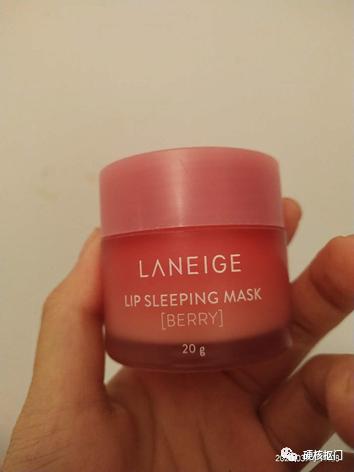 LANEIGE
LIP SLEEPING MASK
[BERRY]
20 g
硬核抠门